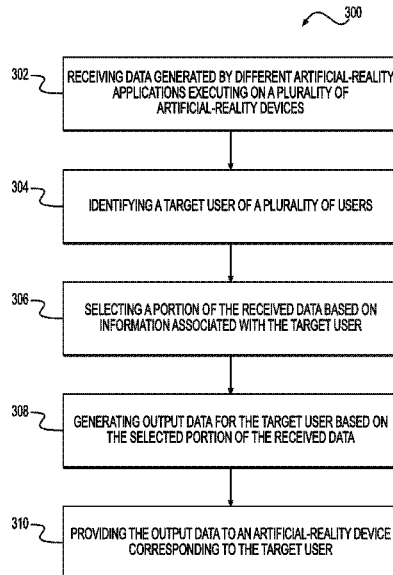 300
302
RECEIVING DATA GENERATED BY DIFFERENT ARTIFICIAL-REALITY
APPLICATIONS EXECUTING ON A PLURALITY OF
ARTIFICIAL-REALITY DEVICES
304
IDENTIFYING A TARGET USER OF A PLURALITY OF USERS
306
SELECTING A PORTION OF THE RECEIVED DATA BASED ON
INFORMATION ASSOCIATED WITH THE TARGET USER
308
GENERATING OUTPUT DATA FOR THE TARGET USER BASED ON
THE SELECTED PORTION OF THE RECEIVED DATA
310
PROVIDING THE OUTPUT DATA TO AN ARTIFICIAL-REALITY DEVICE
CORRESPONDING TO THE TARGET USER